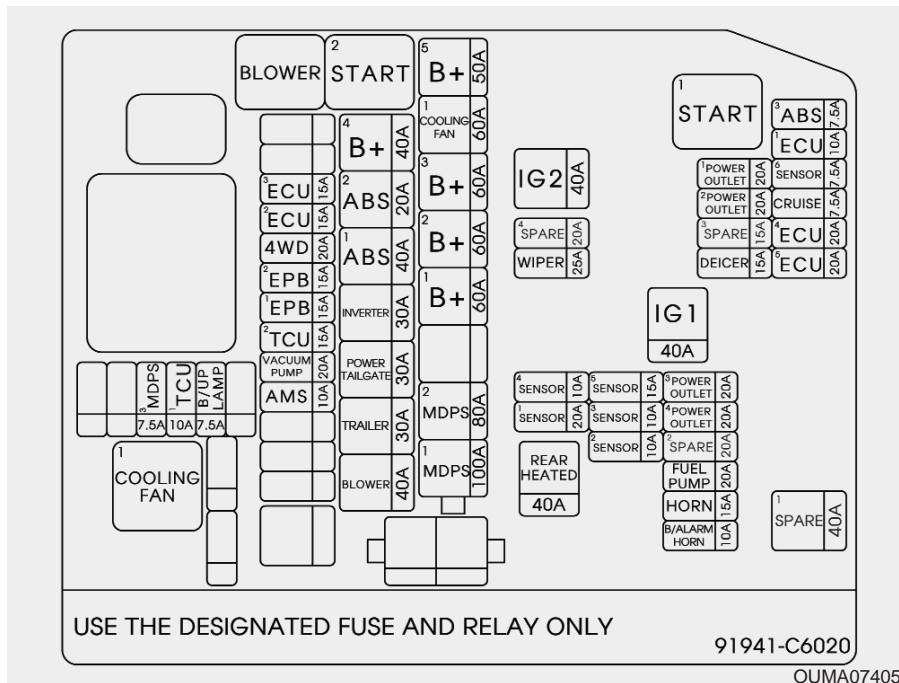 BLOWER
2 START
5 B+ 50A
1 COOLING FAN 60A
4 B+ 40A
3 B+ 60A
3 ECU 15A
2 ABS 20A
2 ECU 15A
2 B+ 60A
4WD 20A
1 ABS 40A
2 EPB 15A
1 B+ 60A
1 EPB 15A
INVERTER 30A
2 TCU 15A
VACUUM PUMP 20A
POWER TAILGATE 30A
AMS 10A
2 MDPS 80A
TRAILER 30A
1 MDPS 100A
BLOWER 40A
3 MDPS 7.5A
1 TCU 10A
B/UP LAMP 7.5A
1 COOLING FAN
IG2 40A
4 SPARE 20A
WIPER 25A
1 START
3 ABS 7.5A
1 ECU 10A
1 POWER OUTLET 20A
6 SENSOR 7.5A
2 POWER OUTLET 20A
CRUISE 7.5A
3 SPARE 15A
4 ECU 20A
DEICER 15A
5 ECU 20A
IG1
40A
4 SENSOR 10A
5 SENSOR 15A
3 POWER OUTLET 20A
1 SENSOR 20A
3 SENSOR 10A
4 POWER OUTLET 20A
2 SENSOR 10A
2 SPARE 20A
REAR HEATED
40A
FUEL PUMP 20A
HORN 15A
B/ALARM HORN 10A
1 SPARE 40A
USE THE DESIGNATED FUSE AND RELAY ONLY
91941-C6020
OUMA07405